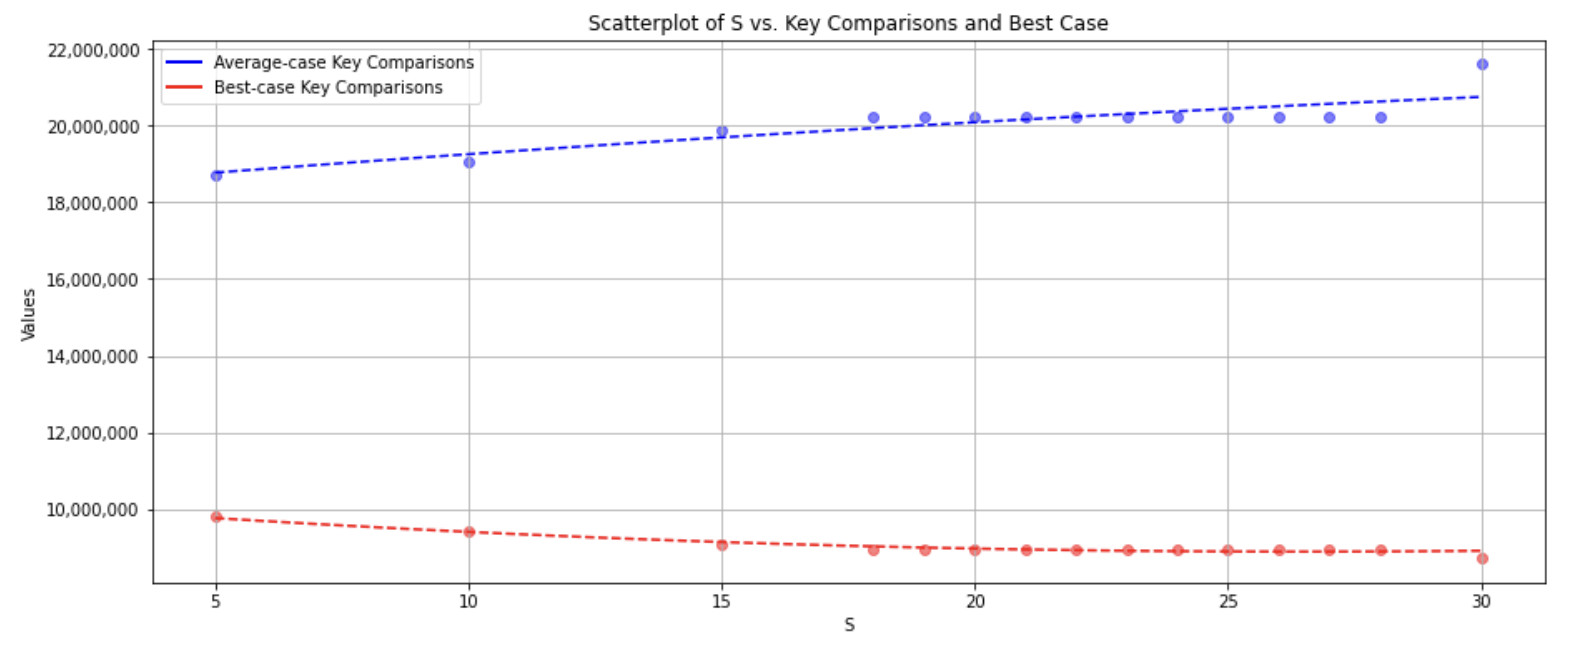 Scatterplot of S vs. Key Comparisons and Best Case
Average-case Key Comparisons
Best-case Key Comparisons
Values
22,000,000
20,000,000
18,000,000
16,000,000
14,000,000
12,000,000
10,000,000
5 10 15 20 25 30
S